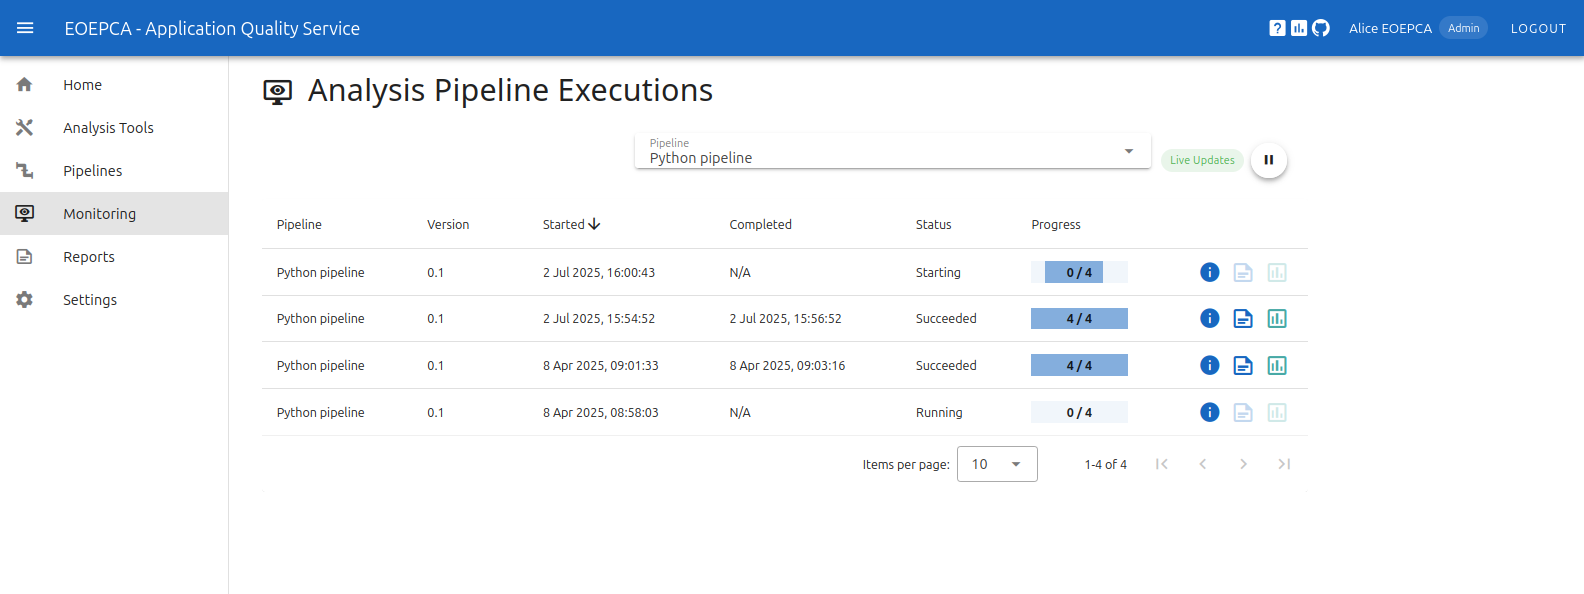 EOEPCA - Application Quality Service
Alice EOEPCA Admin LOGOUT
Home
Analysis Tools
Pipelines
Monitoring
Reports
Settings
Analysis Pipeline Executions
Pipeline
Python pipeline
Live Updates
Pipeline Version Started Completed Status Progress
Python pipeline 0.1 2 Jul 2025, 16:00:43 N/A Starting 0 / 4
Python pipeline 0.1 2 Jul 2025, 15:54:52 2 Jul 2025, 15:56:52 Succeeded 4 / 4
Python pipeline 0.1 8 Apr 2025, 09:01:33 8 Apr 2025, 09:03:16 Succeeded 4 / 4
Python pipeline 0.1 8 Apr 2025, 08:58:03 N/A Running 0 / 4
Items per page: 10 1-4 of 4